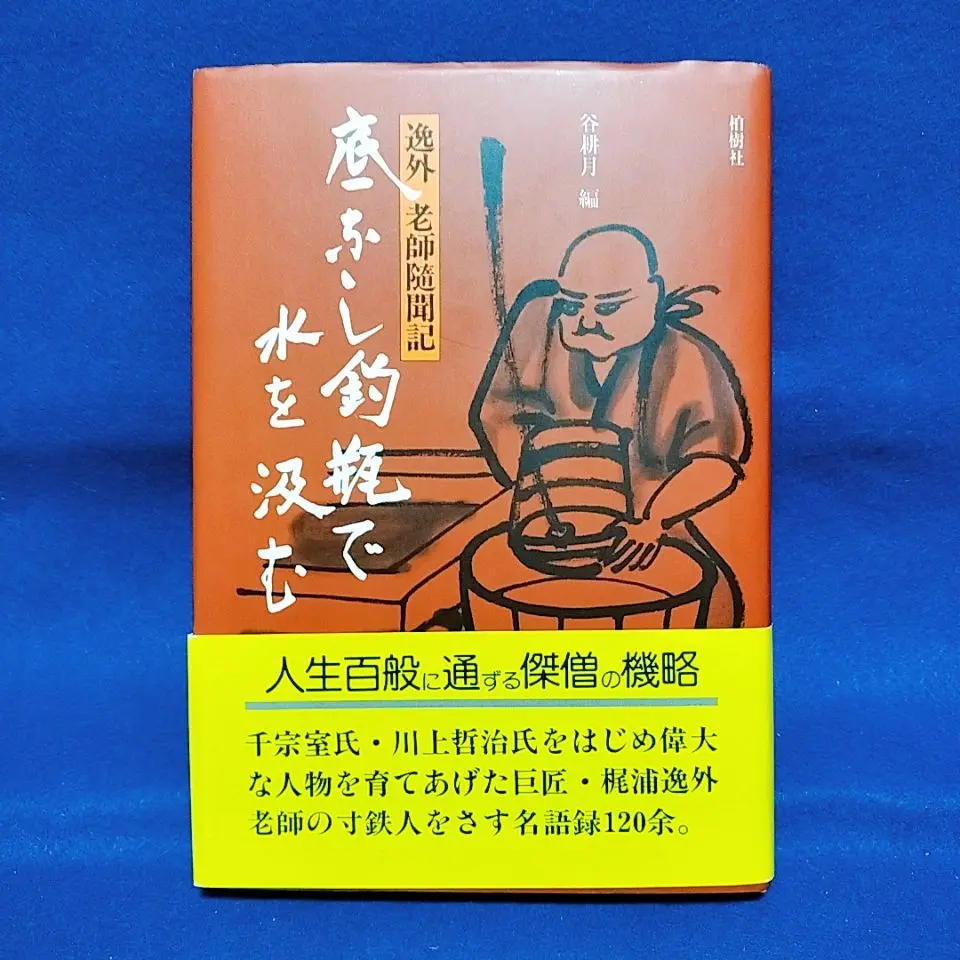 柏樹社
谷耕月 編
逸外老師隨聞記
底なし釣瓶で
水を汲む
人生百般に通ずる傑僧の機略
千宗室氏・川上哲治氏をはじめ偉大
な人物を育てあげた巨匠・梶浦逸外
老師の寸鉄人をさす名語録120余。